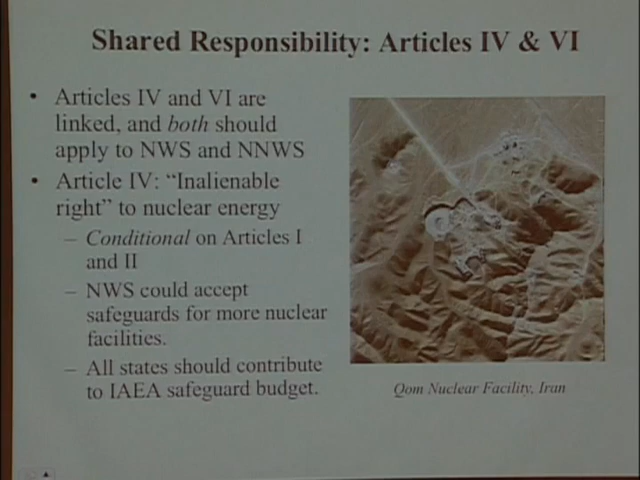 Shared Responsibility: Articles IV & VI
• Articles IV and VI are
linked, and both should
apply to NWS and NNWS
• Article IV: “Inalienable
right” to nuclear energy
– Conditional on Articles I
and II
– NWS could accept
safeguards for more nuclear
facilities.
– All states should contribute
to IAEA safeguard budget.
Qom Nuclear Facility, Iran